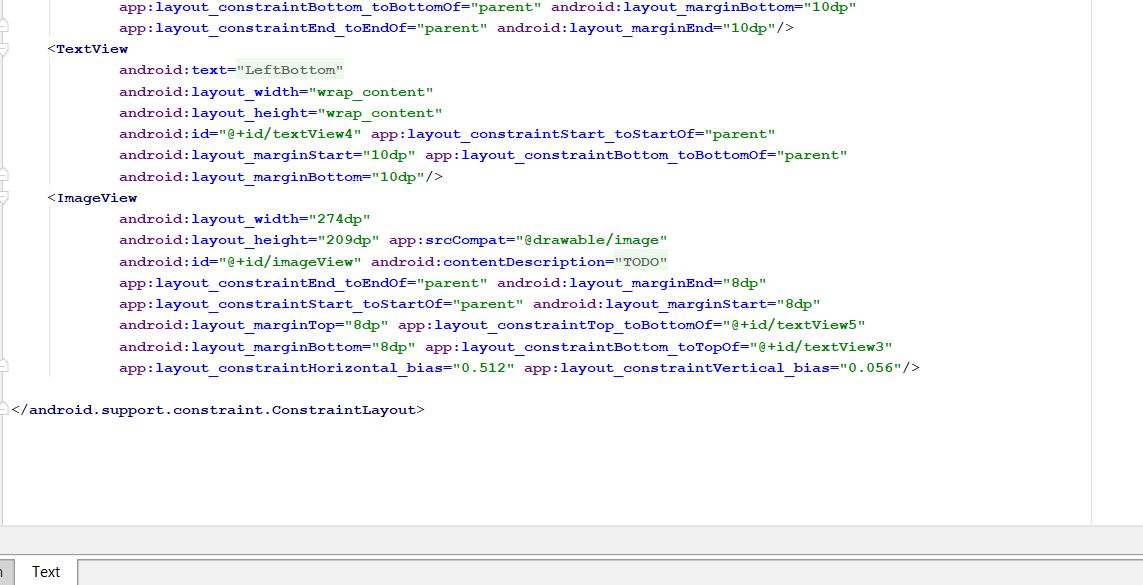 app:layout_constraintBottom_toBottomOf="parent" android:layout_marginBottom="10dp"
app:layout_constraintEnd_toEndOf="parent" android:layout_marginEnd="10dp"/>
<TextView
android:text="LeftBottom"
android:layout_width="wrap_content"
android:layout_height="wrap_content"
android:id="@+id/textView4" app:layout_constraintStart_toStartOf="parent"
android:layout_marginStart="10dp" app:layout_constraintBottom_toBottomOf="parent"
android:layout_marginBottom="10dp"/>
<ImageView
android:layout_width="274dp"
android:layout_height="209dp" app:srcCompat="@drawable/image"
android:id="@+id/imageView" android:contentDescription="TODO"
app:layout_constraintEnd_toEndOf="parent" android:layout_marginEnd="8dp"
app:layout_constraintStart_toStartOf="parent" android:layout_marginStart="8dp"
android:layout_marginTop="8dp" app:layout_constraintTop_toBottomOf="@+id/textView5"
android:layout_marginBottom="8dp" app:layout_constraintBottom_toTopOf="@+id/textView3"
app:layout_constraintHorizontal_bias="0.512" app:layout_constraintVertical_bias="0.056"/>
</android.support.constraint.ConstraintLayout>
Text